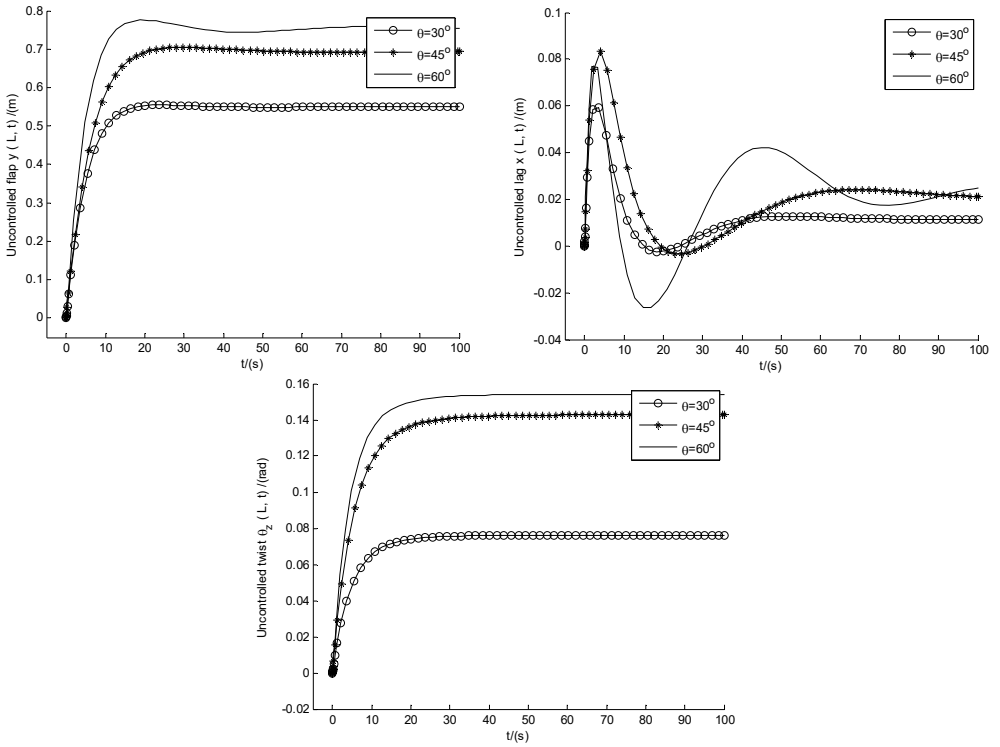 Uncontrolled flap y ( L, t) /(m)
0.8
0.7
0.6
0.5
0.4
0.3
0.2
0.1
0
0 10 20 30 40 50 60 70 80 90 100
t/(s)
θ=30°
θ=45°
θ=60°
Uncontrolled lag x ( L, t) /(m)
0.1
0.08
0.06
0.04
0.02
0
-0.02
-0.04
0 10 20 30 40 50 60 70 80 90 100
t/(s)
θ=30°
θ=45°
θ=60°
Uncontrolled twist θz ( L, t) /(rad)
0.16
0.14
0.12
0.1
0.08
0.06
0.04
0.02
0
-0.02
0 10 20 30 40 50 60 70 80 90 100
t/(s)
θ=30°
θ=45°
θ=60°